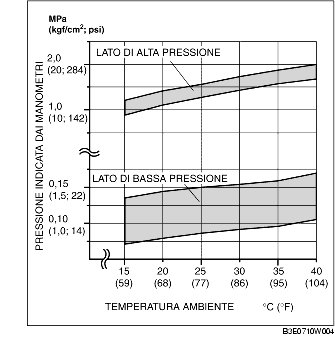 MPa
(kgf/cm²; psi)
PRESSIONE INDICATA DAI MANOMETRI
2,0
(20; 284)
LATO DI ALTA PRESSIONE
1,0
(10; 142)
LATO DI BASSA PRESSIONE
0,15
(1,5; 22)
0,10
(1,0; 14)
15 20 25 30 35 40
(59) (68) (77) (86) (95) (104)
TEMPERATURA AMBIENTE °C (°F)
B3E0710W004